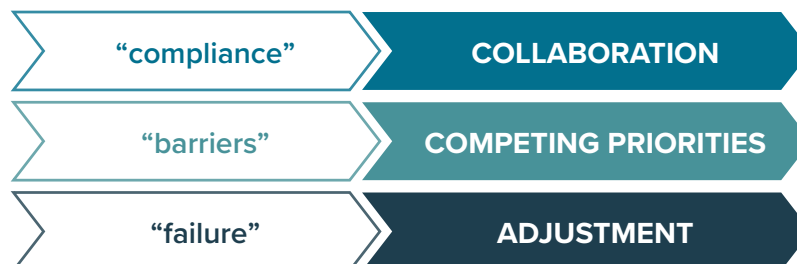 “compliance” COLLABORATION
“barriers” COMPETING PRIORITIES
“failure” ADJUSTMENT